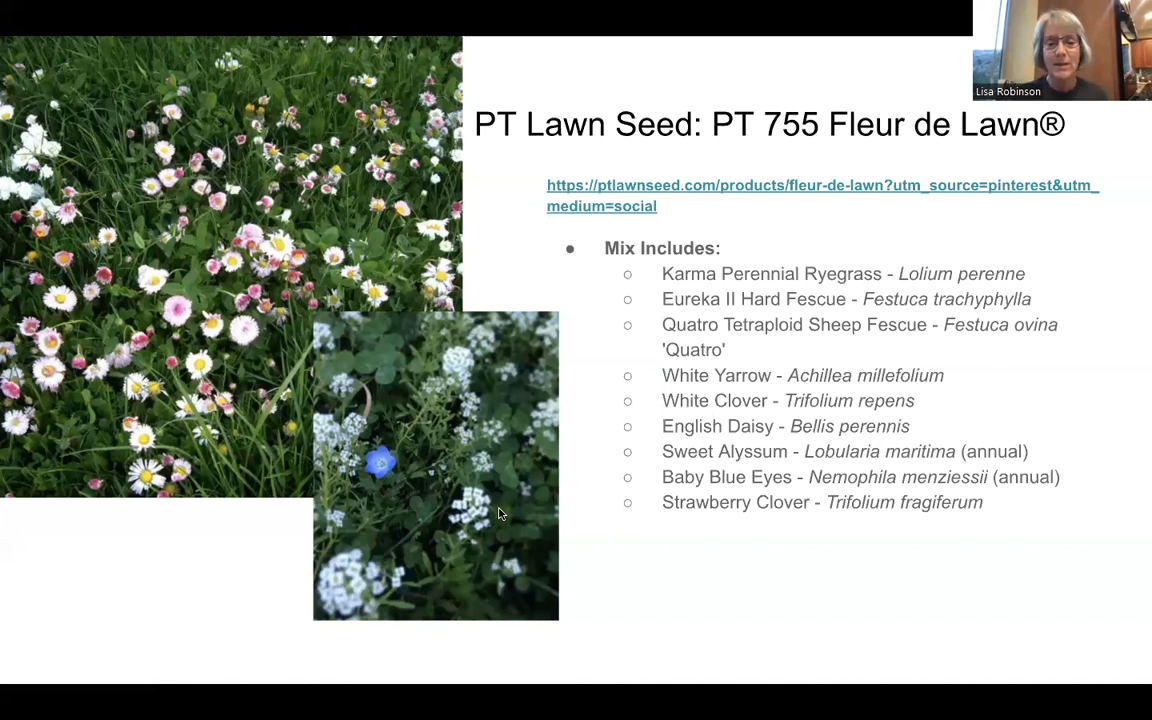 Lisa Robinson
PT Lawn Seed: PT 755 Fleur de Lawn®
https://ptlawnseed.com/products/fleur-de-lawn?utm_source=pinterest&utm_
medium=social
● Mix Includes:
○ Karma Perennial Ryegrass - Lolium perenne
○ Eureka II Hard Fescue - Festuca trachyphylla
○ Quatro Tetraploid Sheep Fescue - Festuca ovina
'Quatro'
○ White Yarrow - Achillea millefolium
○ White Clover - Trifolium repens
○ English Daisy - Bellis perennis
○ Sweet Alyssum - Lobularia maritima (annual)
○ Baby Blue Eyes - Nemophila menziessii (annual)
○ Strawberry Clover - Trifolium fragiferum